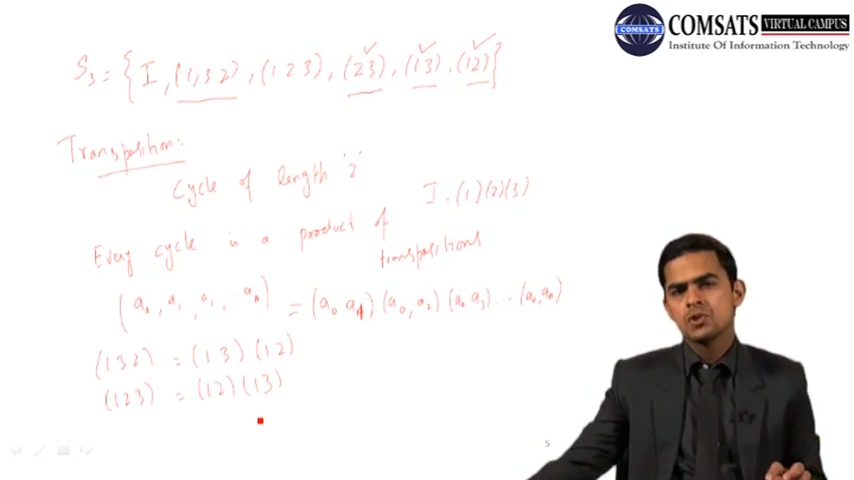 COMSATS VIRTUAL CAMPUS
Institute Of Information Technology
S₃ = { I, (1,3 2), (1 2 3), (2 3), (1 3), (1 2) }
Transposition:
Cycle of length '2'
I = (1)(2)(3)
Every cycle is a product of
transpositions
(a₀, a₁, a₂, ... aₙ) = (a₀ a₁)(a₀, a₂)(a₀ a₃) ... (a₀, aₙ)
(1 3 2) = (1 3)(1 2)
(1 2 3) = (1 2)(1 3)
5